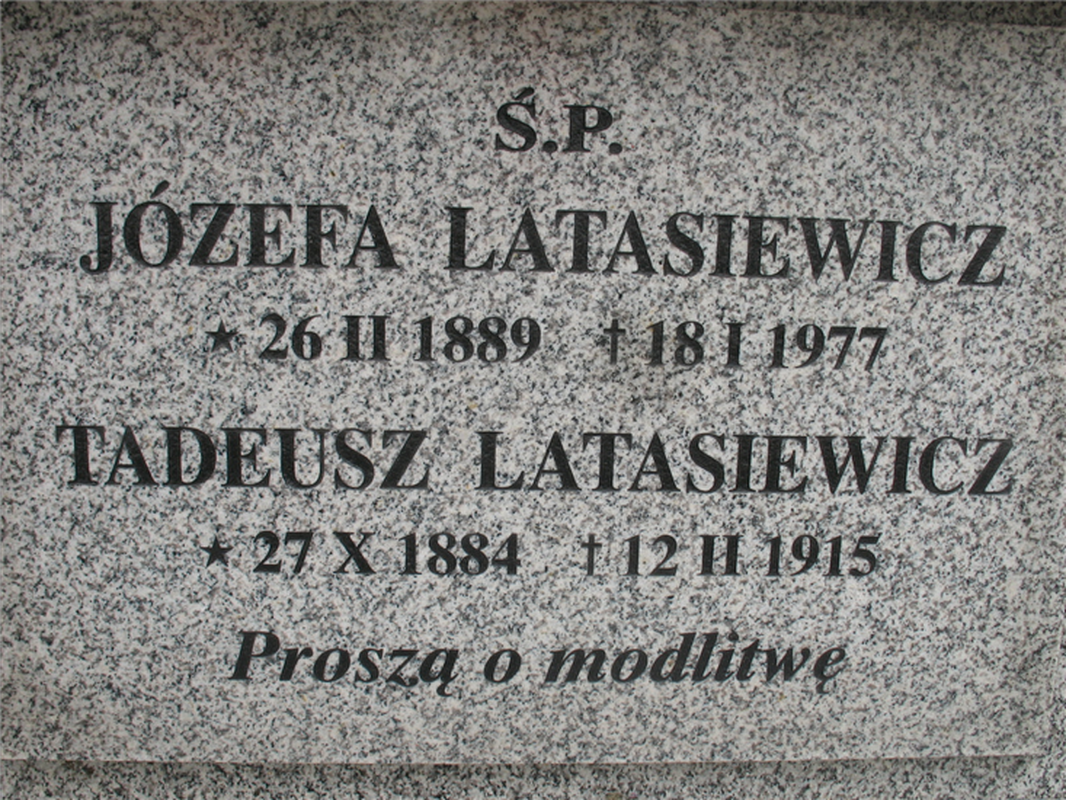 Ś.P.
JÓZEFA LATASIEWICZ
★ 26 II 1889 † 18 I 1977
TADEUSZ LATASIEWICZ
★ 27 X 1884 † 12 II 1915
Proszą o modlitwę